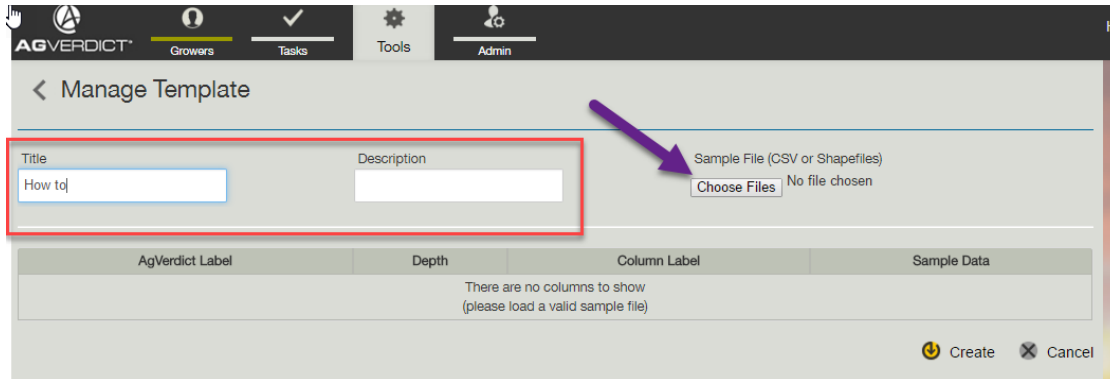 AGVERDICT
Growers
Tasks
Tools
Admin
Manage Template
Title
Description
Sample File (CSV or Shapefiles)
How to
Choose Files No file chosen
AgVerdict Label Depth Column Label Sample Data
There are no columns to show
(please load a valid sample file)
Create Cancel